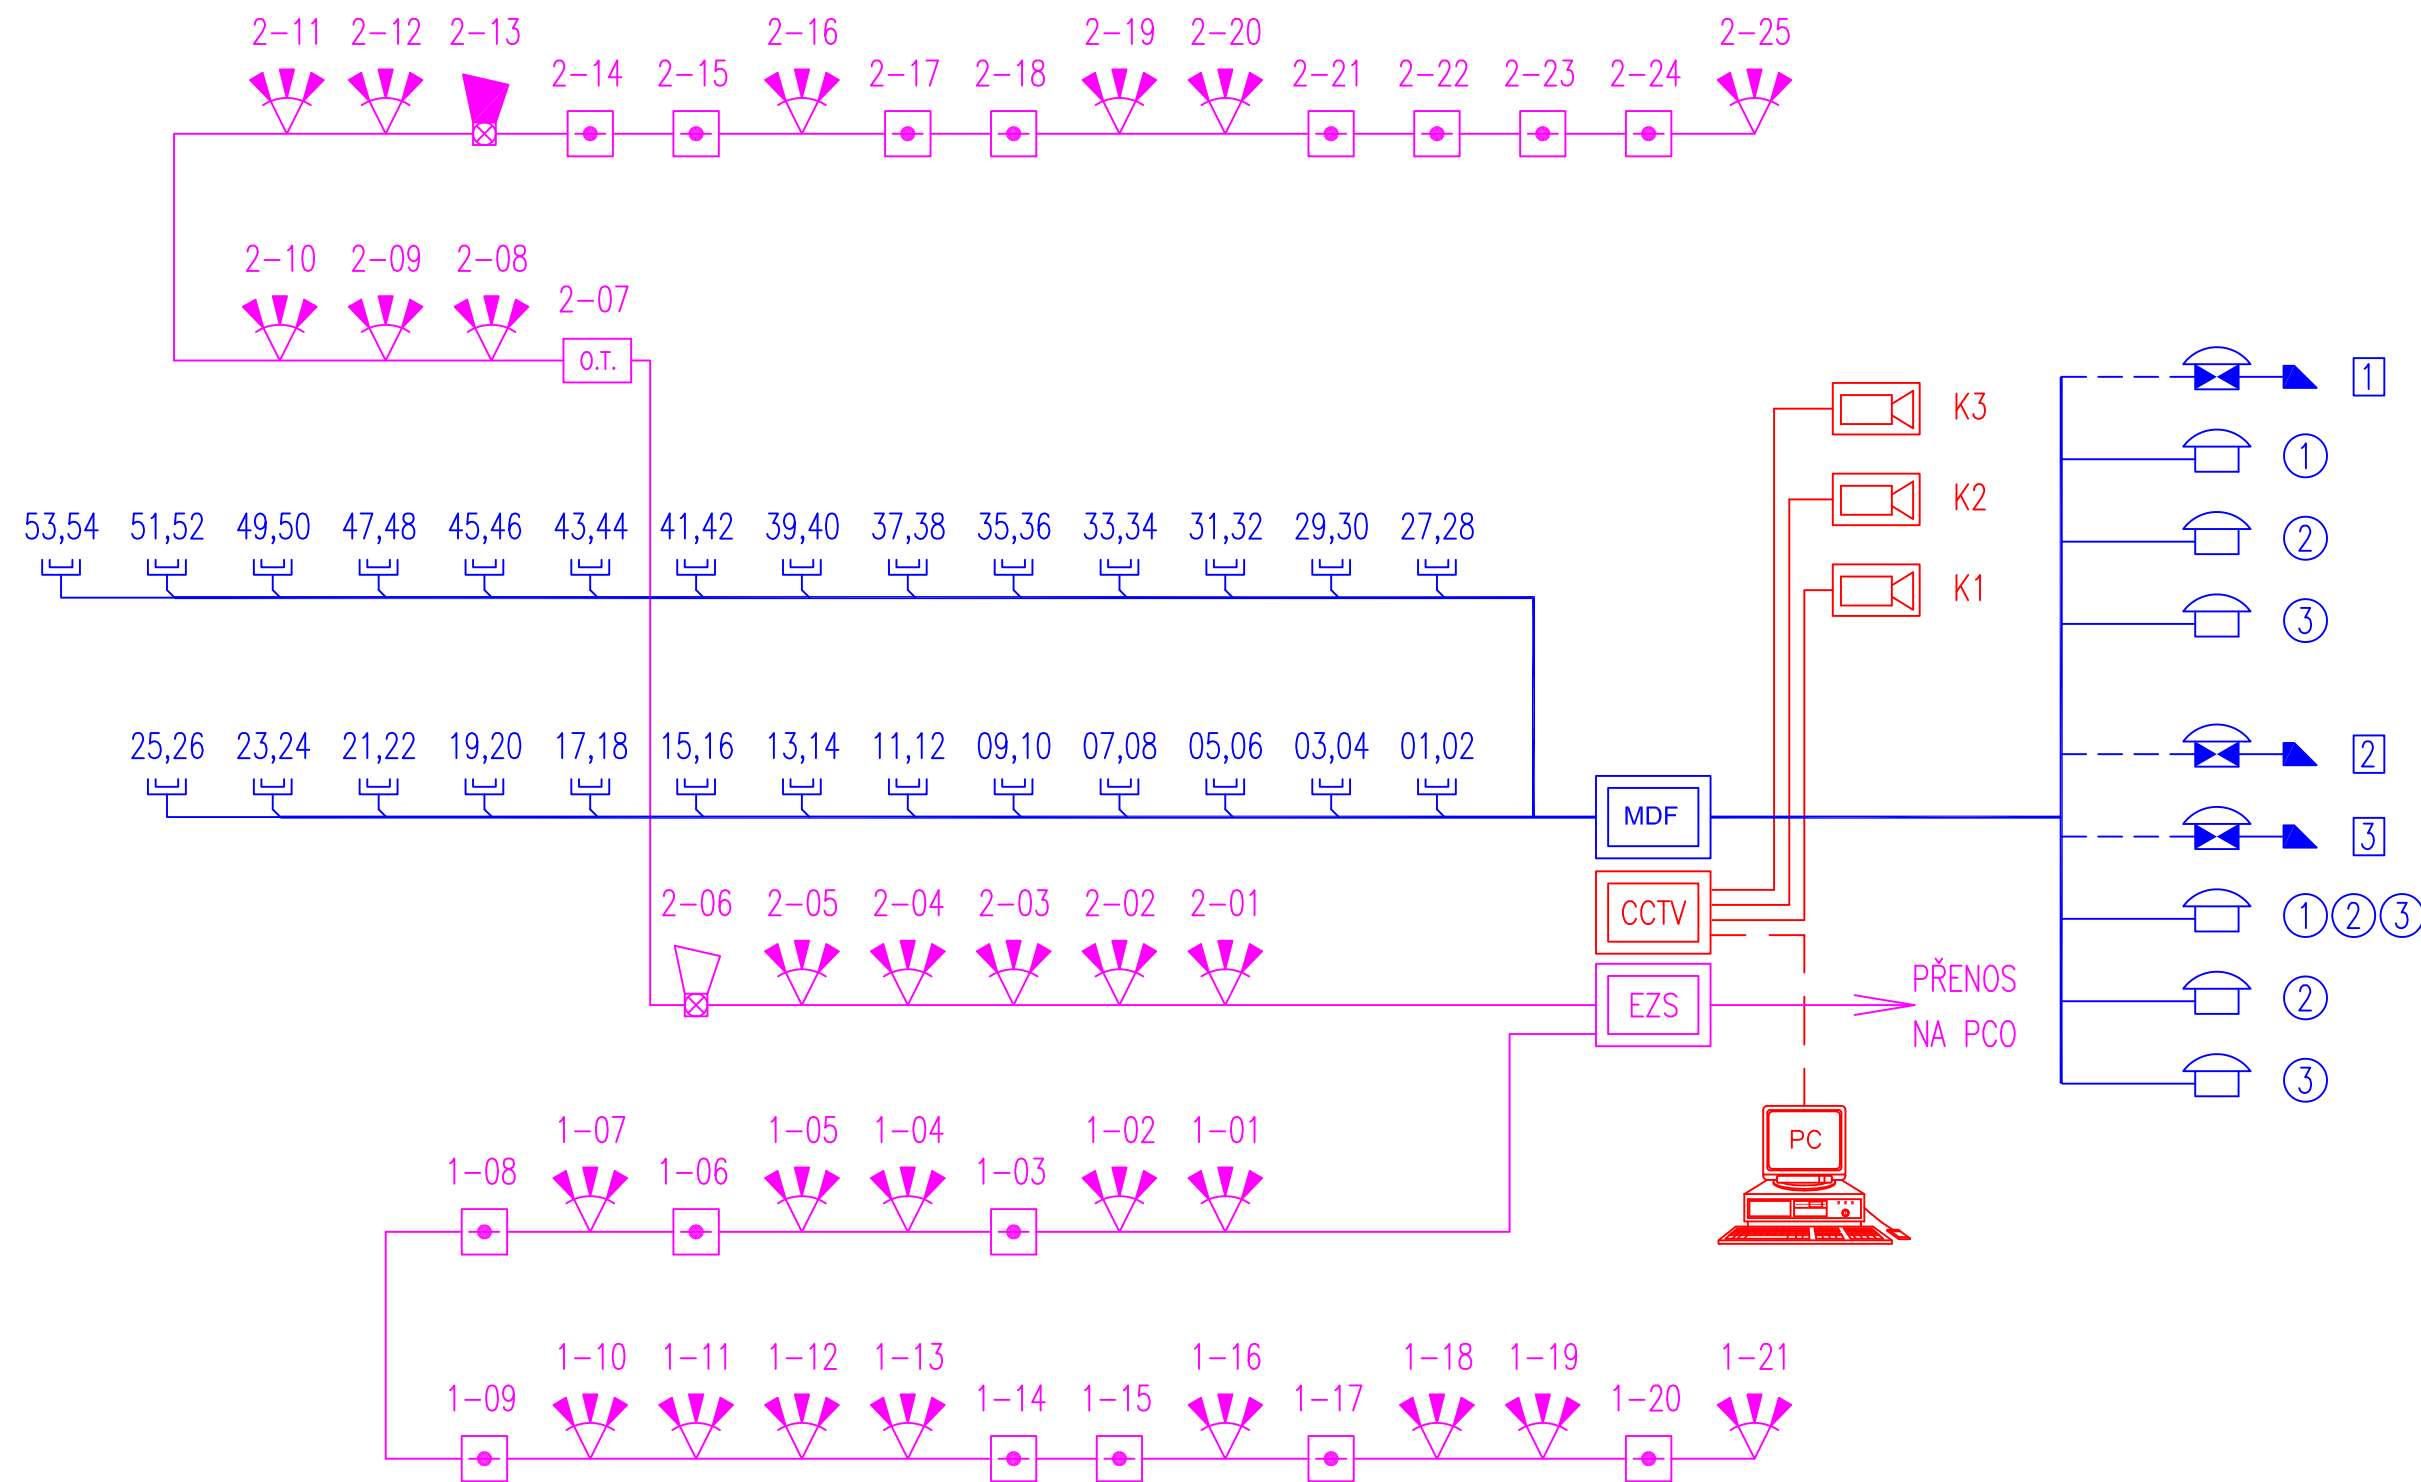 2-11 2-12 2-13 2-16 2-19 2-20 2-25
2-14 2-15 2-17 2-18 2-21 2-22 2-23 2-24
2-10 2-09 2-08
2-07
O.T.
1
K3
1
K2
53,54 51,52 49,50 47,48 45,46 43,44 41,42 39,40 37,38 35,36 33,34 31,32 29,30 27,28
2
K1
3
25,26 23,24 21,22 19,20 17,18 15,16 13,14 11,12 09,10 07,08 05,06 03,04 01,02
2
MDF
3
2-06 2-05 2-04 2-03 2-02 2-01
CCTV
1 2 3
PŘENOS
EZS
2
NA PCO
3
1-07 1-05 1-04 1-02 1-01
PC
1-08 1-06 1-03
1-10 1-11 1-12 1-13 1-16 1-18 1-19 1-21
1-09 1-14 1-15 1-17 1-20